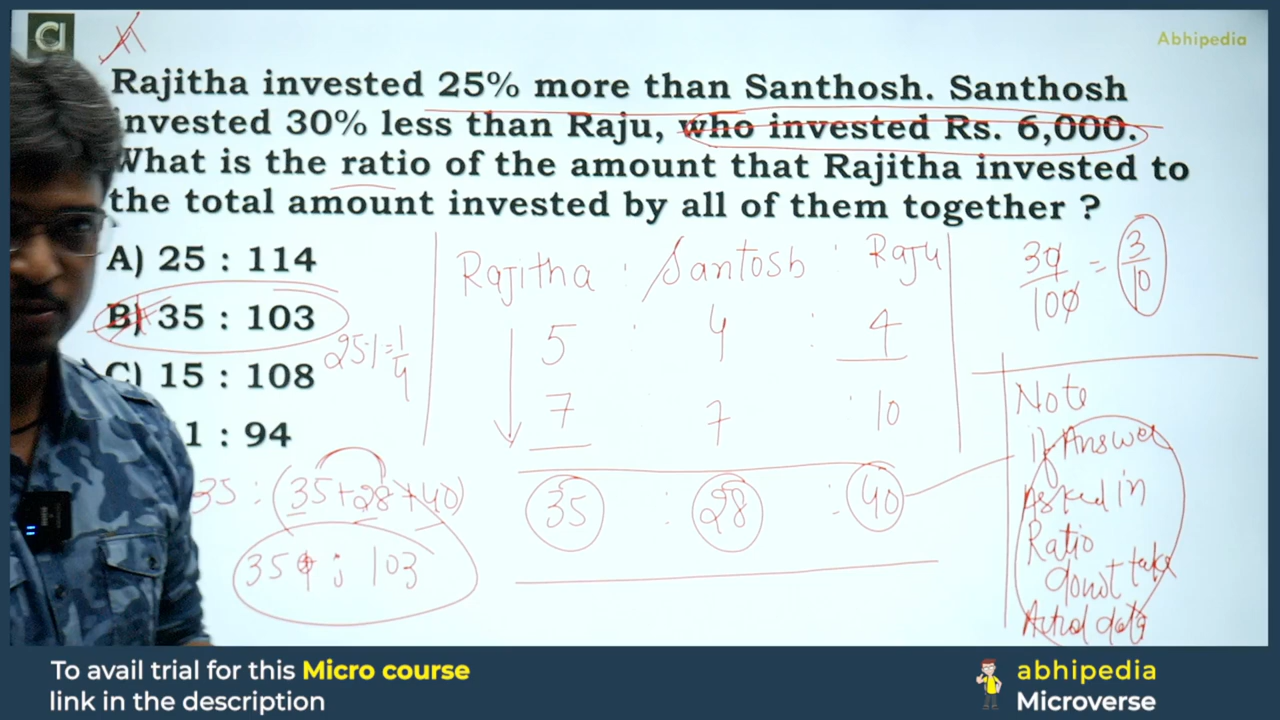 Abhipedia
Rajitha invested 25% more than Santhosh. Santhosh
invested 30% less than Raju, who invested Rs. 6,000.
What is the ratio of the amount that Rajitha invested to
the total amount invested by all of them together ?
A) 25 : 114
B) 35 : 103
C) 15 : 108
1 : 94
25% = 1/4
Rajitha : Santosh : Raju
5 : 4 : 4
7 7 : 10
35 : 28 : 40
35 : (35+28+40)
35 : 103
30/100 = 3/10
Note
if Answer
Asked in
Ratio
donot take
Actual data
To avail trial for this Micro course
link in the description
abhipedia
Microverse